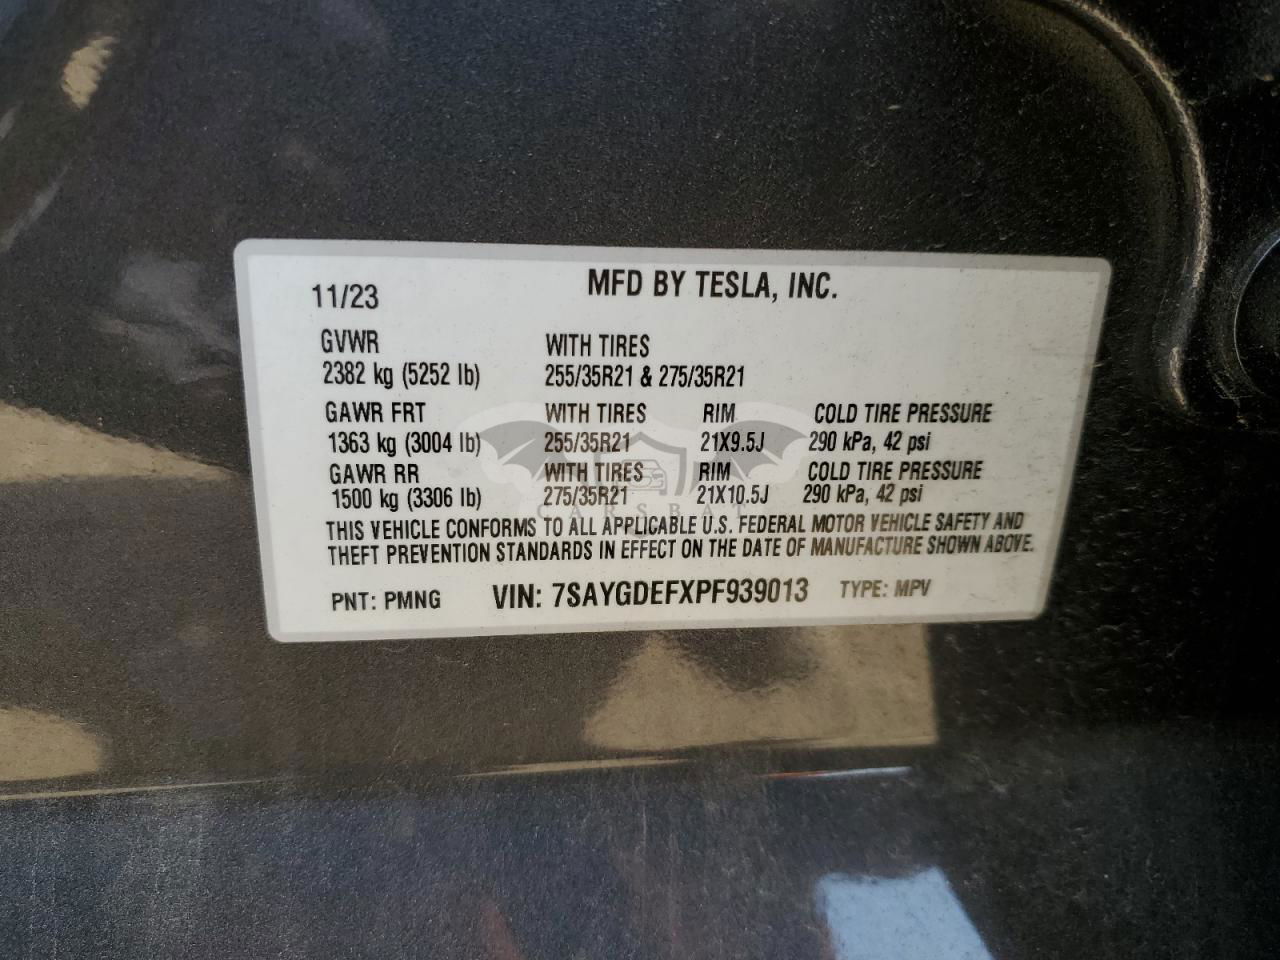 11/23 MFD BY TESLA, INC.
GVWR WITH TIRES
2382 kg (5252 lb) 255/35R21 & 275/35R21
GAWR FRT WITH TIRES RIM COLD TIRE PRESSURE
1363 kg (3004 lb) 255/35R21 21X9.5J 290 kPa, 42 psi
GAWR RR WITH TIRES RIM COLD TIRE PRESSURE
1500 kg (3306 lb) 275/35R21 21X10.5J 290 kPa, 42 psi
CARSBAT
THIS VEHICLE CONFORMS TO ALL APPLICABLE U.S. FEDERAL MOTOR VEHICLE SAFETY AND
THEFT PREVENTION STANDARDS IN EFFECT ON THE DATE OF MANUFACTURE SHOWN ABOVE.
PNT: PMNG VIN: 7SAYGDEFXPF939013 TYPE: MPV